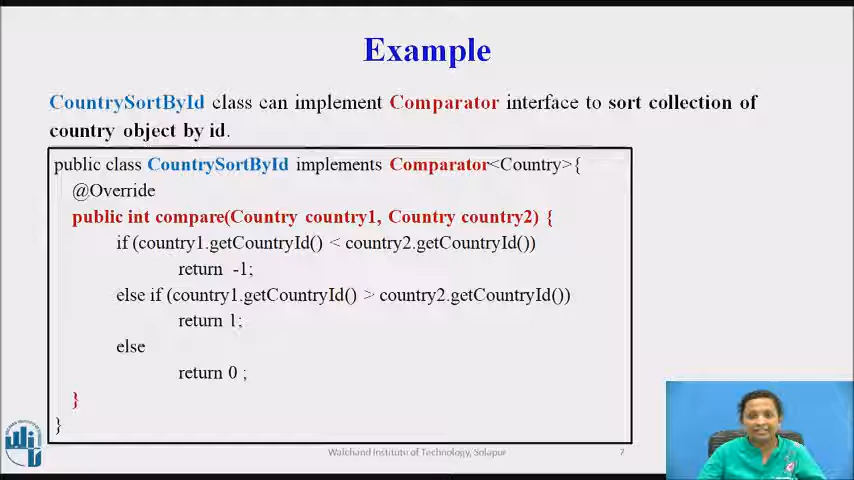 Example
CountrySortById class can implement Comparator interface to sort collection of
country object by id.
public class CountrySortById implements Comparator<Country>{
@Override
public int compare(Country country1, Country country2) {
if (country1.getCountryId() < country2.getCountryId())
return -1;
else if (country1.getCountryId() > country2.getCountryId())
return 1;
else
return 0 ;
}
}
Walchand Institute of Technology, Solapur
7